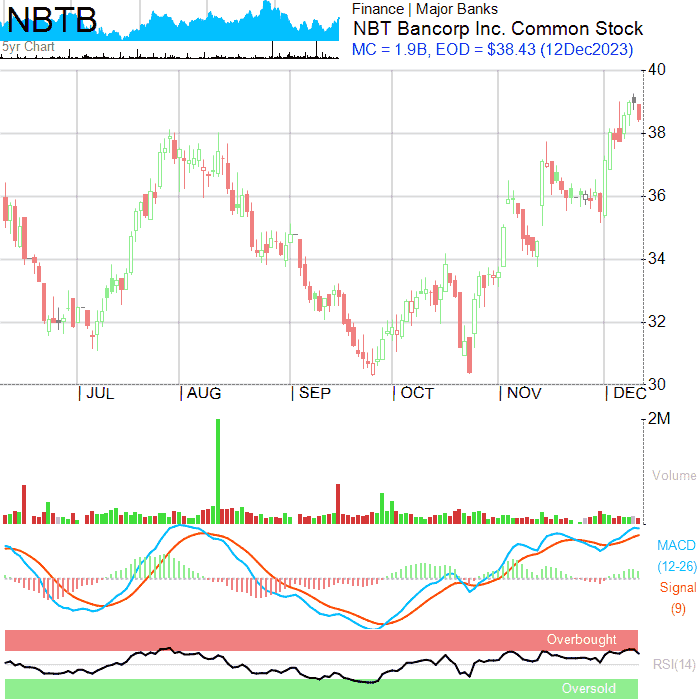 NBTB
5yr Chart
Finance | Major Banks
NBT Bancorp Inc. Common Stock
MC = 1.9B, EOD = $38.43 (12Dec2023)
40
38
36
34
32
30
JUL AUG SEP OCT NOV DEC
2M
Volume
MACD
(12-26)
Signal
(9)
Overbought
RSI(14)
Oversold